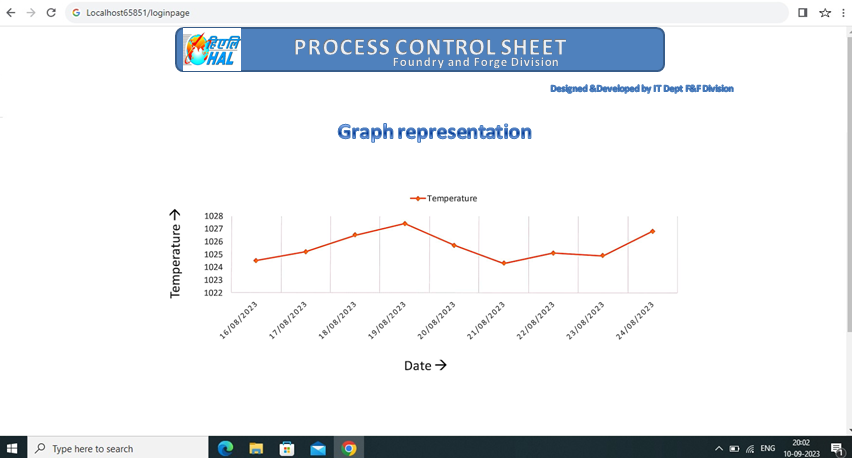 Localhost65851/loginpage
हिएलि
HAL
PROCESS CONTROL SHEET
Foundry and Forge Division
Designed &Developed by IT Dept F&F Division
Graph representation
Temperature
Temperature
1028
1027
1026
1025
1024
1023
1022
16/08/2023
17/08/2023
18/08/2023
19/08/2023
20/08/2023
21/08/2023
22/08/2023
23/08/2023
24/08/2023
Date
Type here to search
ENG
20:02
10-09-2023
1